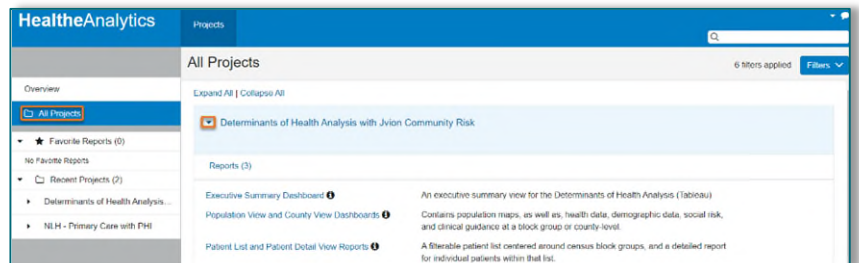 HealtheAnalytics
Projects
All Projects
6 filters applied
Filters
Overview
All Projects
Favorite Reports (0)
No Favorite Reports
Recent Projects (2)
Determinants of Health Analysis...
NLH - Primary Care with PHI
Expand All | Collapse All
Determinants of Health Analysis with Jvion Community Risk
Reports (3)
Executive Summary Dashboard
An executive summary view for the Determinants of Health Analysis (Tableau)
Population View and County View Dashboards
Contains population maps, as well as, health data, demographic data, social risk,
and clinical guidance at a block group or county-level.
Patient List and Patient Detail View Reports
A filterable patient list centered around census block groups, and a detailed report
for individual patients within that list.